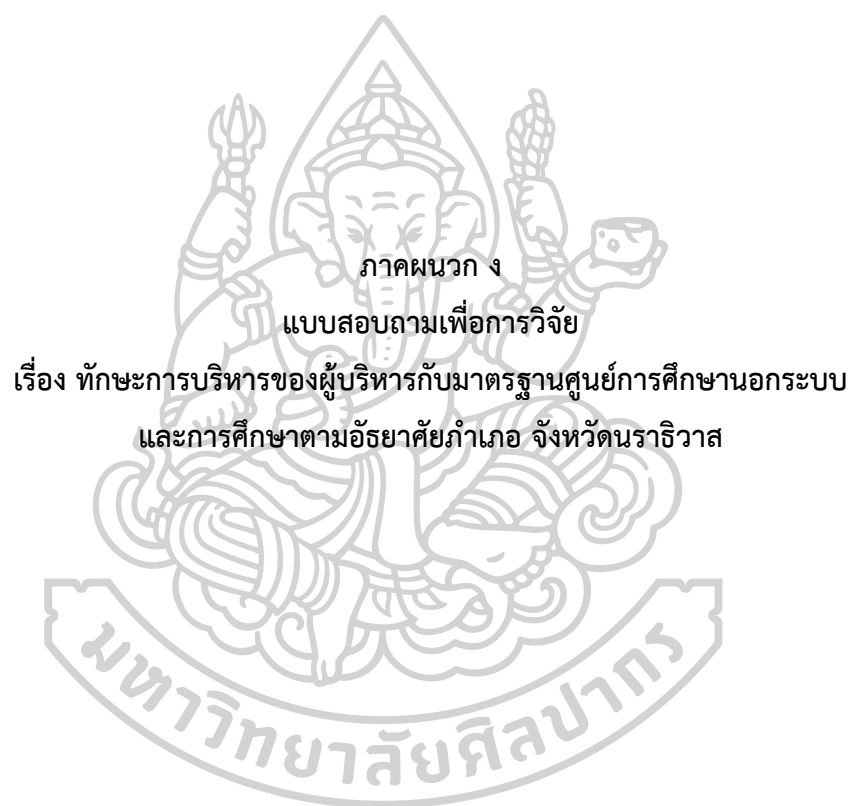 ภาคผนวก ง
แบบสอบถามเพื่อการวิจัย
เรื่อง ทักษะการบริหารของผู้บริหารกับมาตรฐานศูนย์การศึกษานอกระบบ
และการศึกษาตามอัธยาศัยภำเภอ จังหวัดนราธิวาส
มหาวิทยาลัยศิลปากร